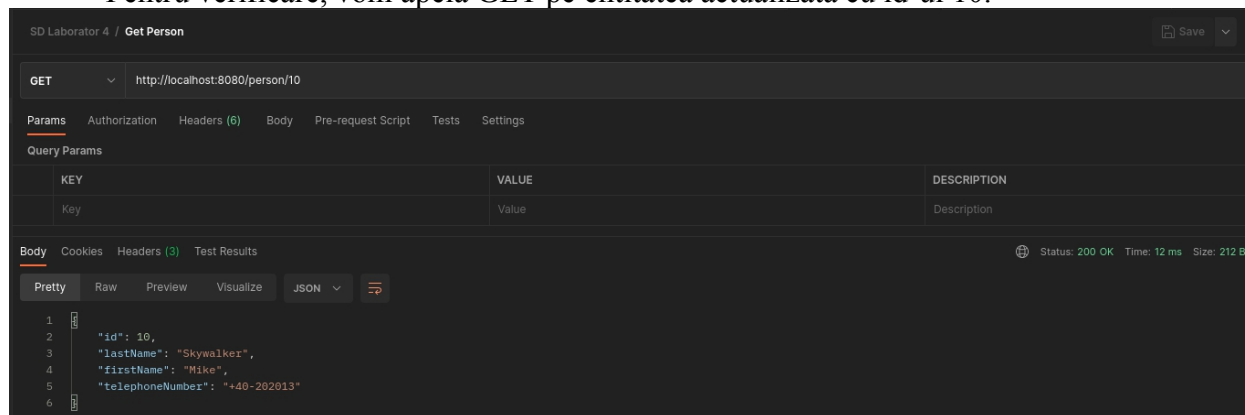 Pentru verificare, vom apela GET pe entitatea actualizată cu id-ul 10:
SD Laborator 4 / Get Person
Save
GET http://localhost:8080/person/10
Params Authorization Headers (6) Body Pre-request Script Tests Settings
Query Params
KEY VALUE DESCRIPTION
Key Value Description
Body Cookies Headers (3) Test Results Status: 200 OK Time: 12 ms Size: 212 B
Pretty Raw Preview Visualize JSON
1 {
2 "id": 10,
3 "lastName": "Skywalker",
4 "firstName": "Mike",
5 "telephoneNumber": "+40-202013"
6 }